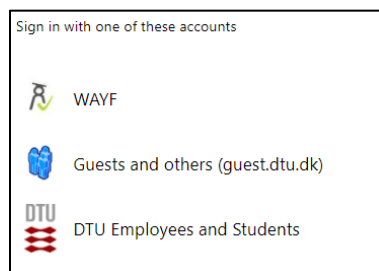 Sign in with one of these accounts
WAYF
Guests and others (guest.dtu.dk)
DTU
DTU Employees and Students